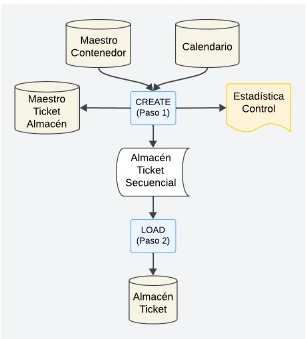 Maestro
Contenedor
Calendario
Maestro
Ticket
Almacén
CREATE
(Paso 1)
Estadística
Control
Almacén
Ticket
Secuencial
LOAD
(Paso 2)
Almacén
Ticket